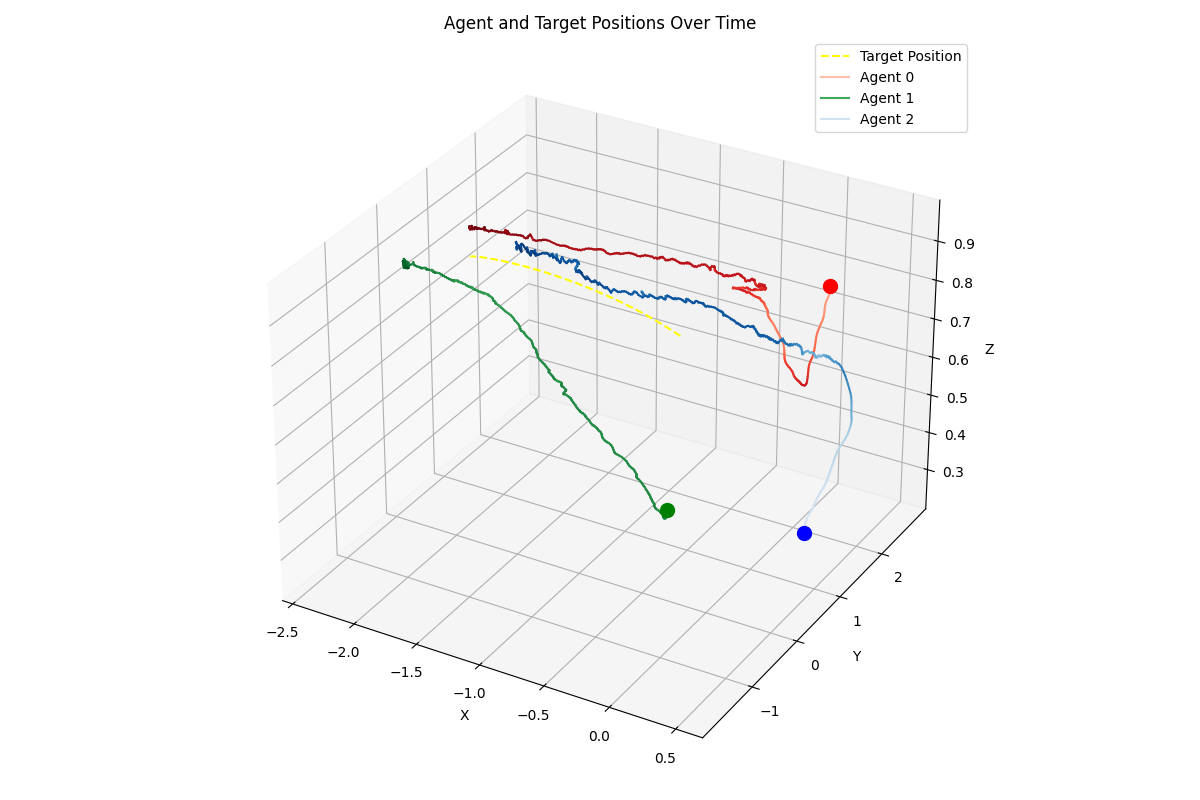 Agent and Target Positions Over Time
Target Position
Agent 0
Agent 1
Agent 2
0.9
0.8
0.7
0.6
0.5
0.4
0.3
Z
2
1
0
−1
Y
−2.5
−2.0
−1.5
−1.0
−0.5
0.0
0.5
X